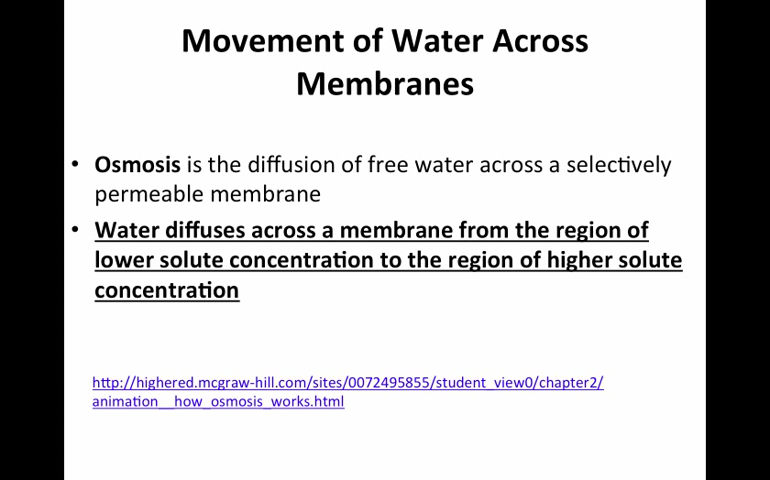 Movement of Water Across
Membranes
• Osmosis is the diffusion of free water across a selectively
permeable membrane
• Water diffuses across a membrane from the region of
lower solute concentration to the region of higher solute
concentration
http://highered.mcgraw-hill.com/sites/0072495855/student_view0/chapter2/
animation__how_osmosis_works.html